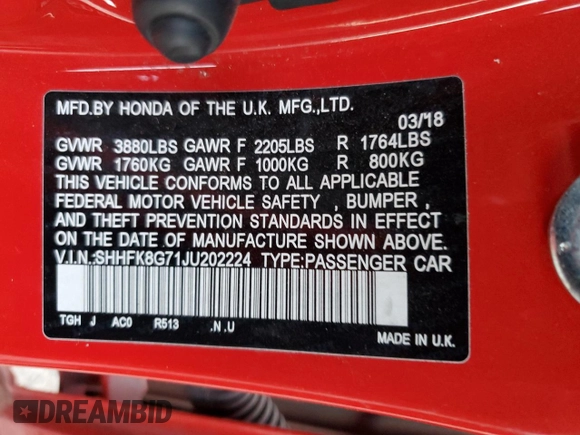 MFD.BY HONDA OF THE U.K. MFG.,LTD.
03/18
GVWR 3880LBS GAWR F 2205LBS R 1764LBS
GVWR 1760KG GAWR F 1000KG R 800KG
THIS VEHICLE CONFORMS TO ALL APPLICABLE
FEDERAL MOTOR VEHICLE SAFETY , BUMPER ,
AND THEFT PREVENTION STANDARDS IN EFFECT
ON THE DATE OF MANUFACTURE SHOWN ABOVE.
V.I.N.:SHHFK8G71JU202224 TYPE:PASSENGER CAR
TGH J AC0 R513 .N .U
MADE IN U.K.
DREAMBID